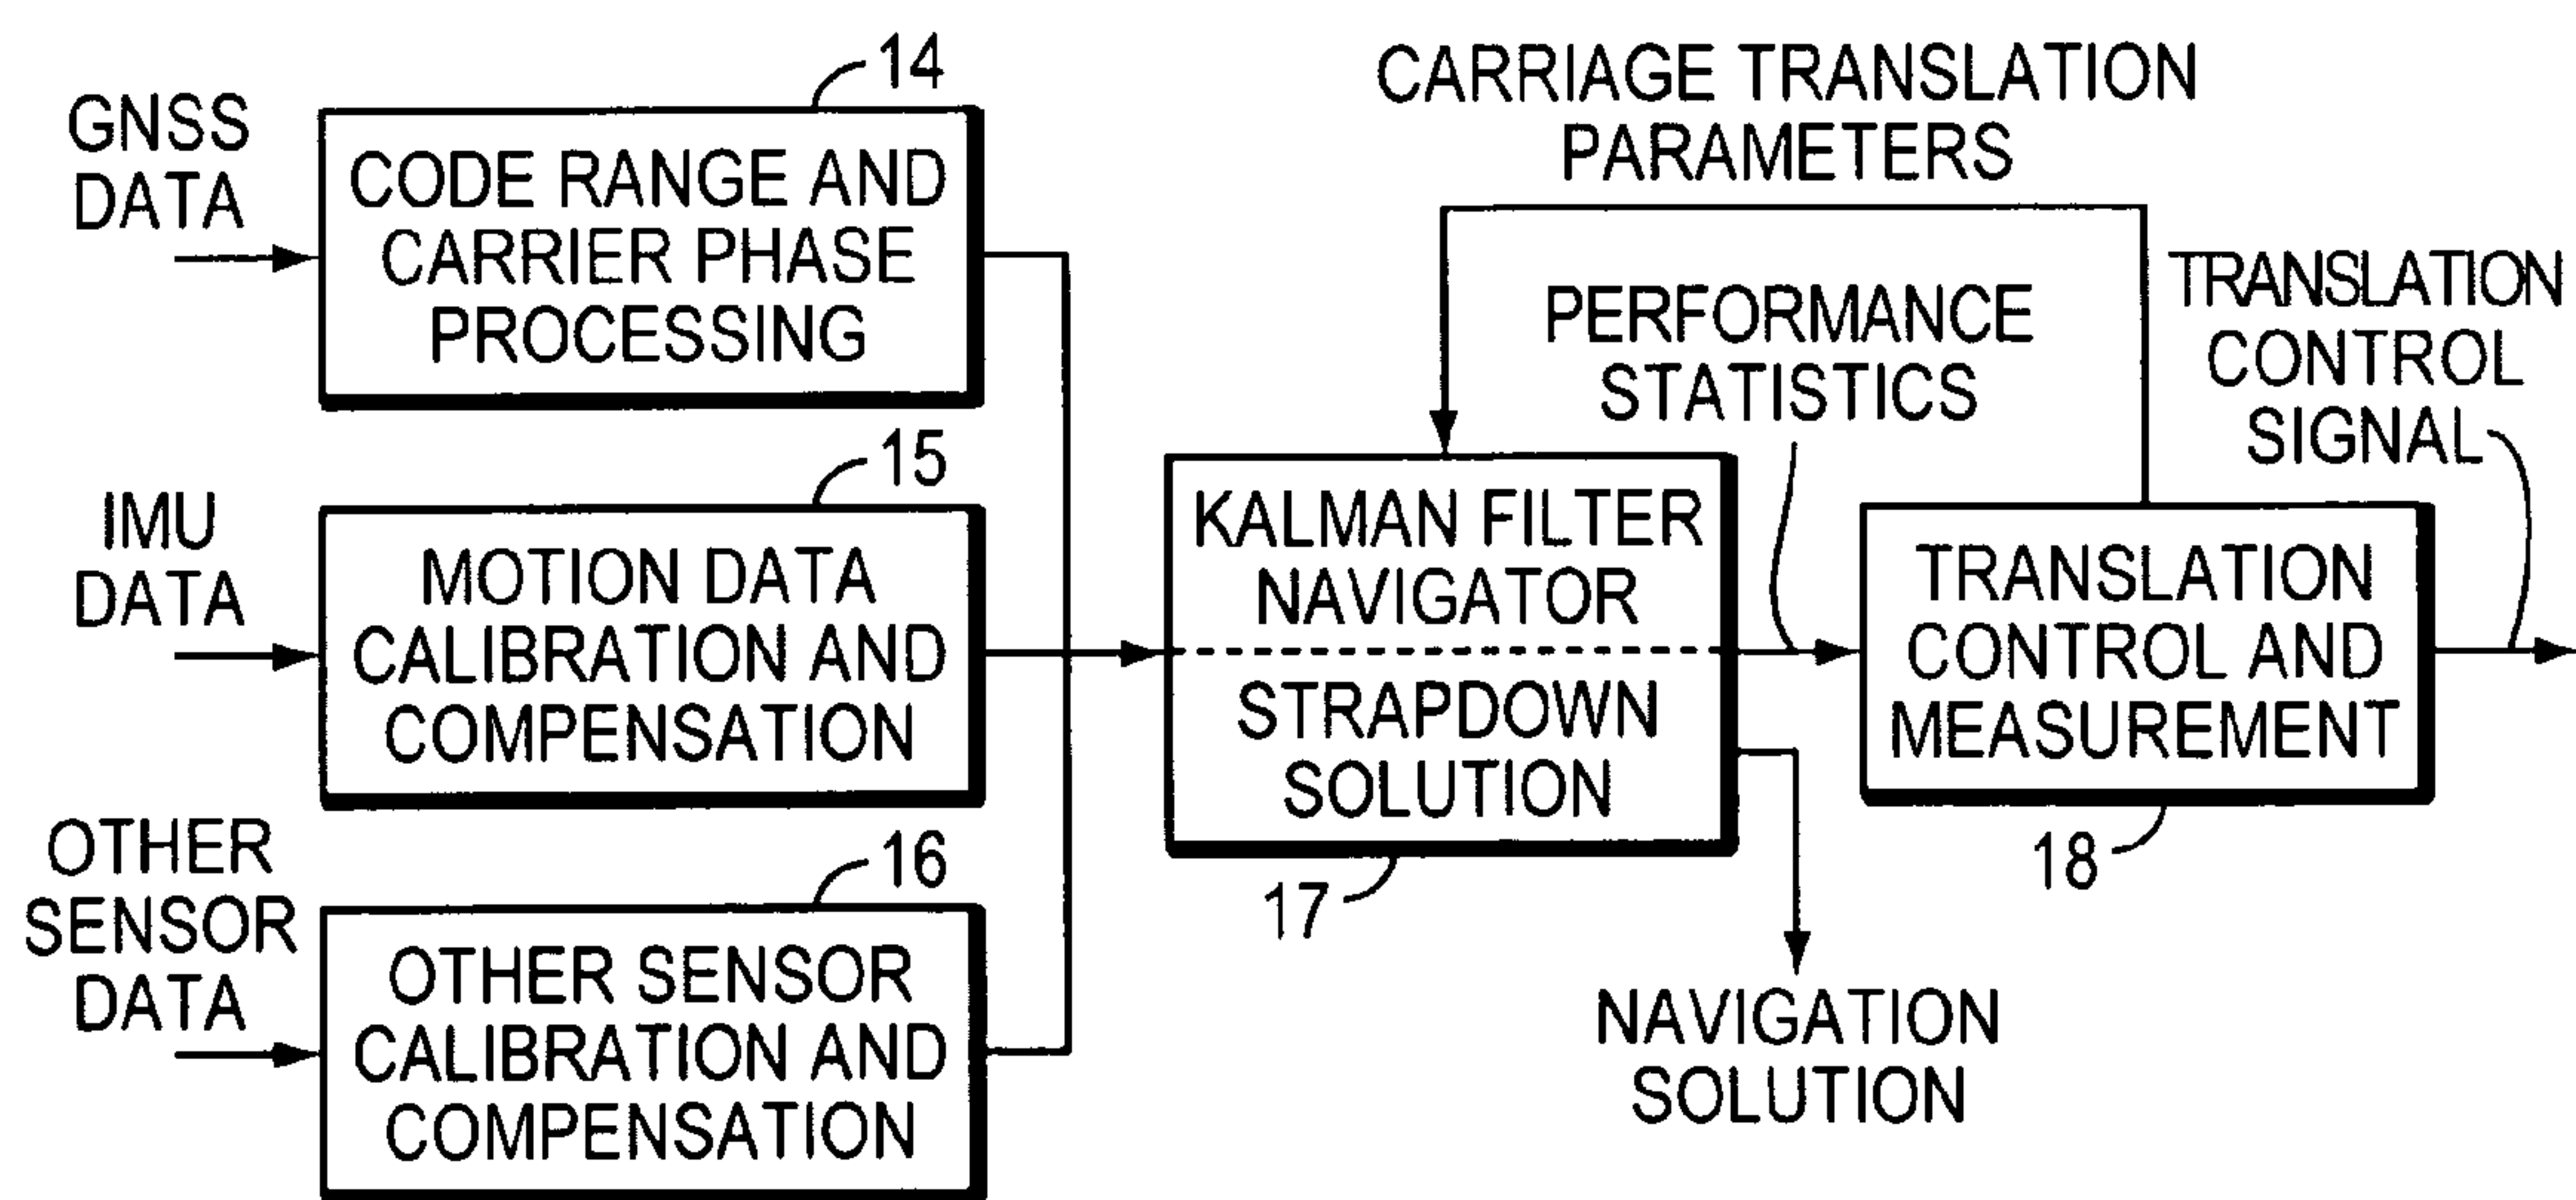 GNSS
DATA
14
CODE RANGE AND
CARRIER PHASE
PROCESSING
IMU
DATA
15
MOTION DATA
CALIBRATION AND
COMPENSATION
OTHER
SENSOR
DATA
16
OTHER SENSOR
CALIBRATION AND
COMPENSATION
CARRIAGE TRANSLATION
PARAMETERS
PERFORMANCE
STATISTICS
KALMAN FILTER
NAVIGATOR
STRAPDOWN
SOLUTION
17
NAVIGATION
SOLUTION
TRANSLATION
CONTROL AND
MEASUREMENT
18
TRANSLATION
CONTROL
SIGNAL